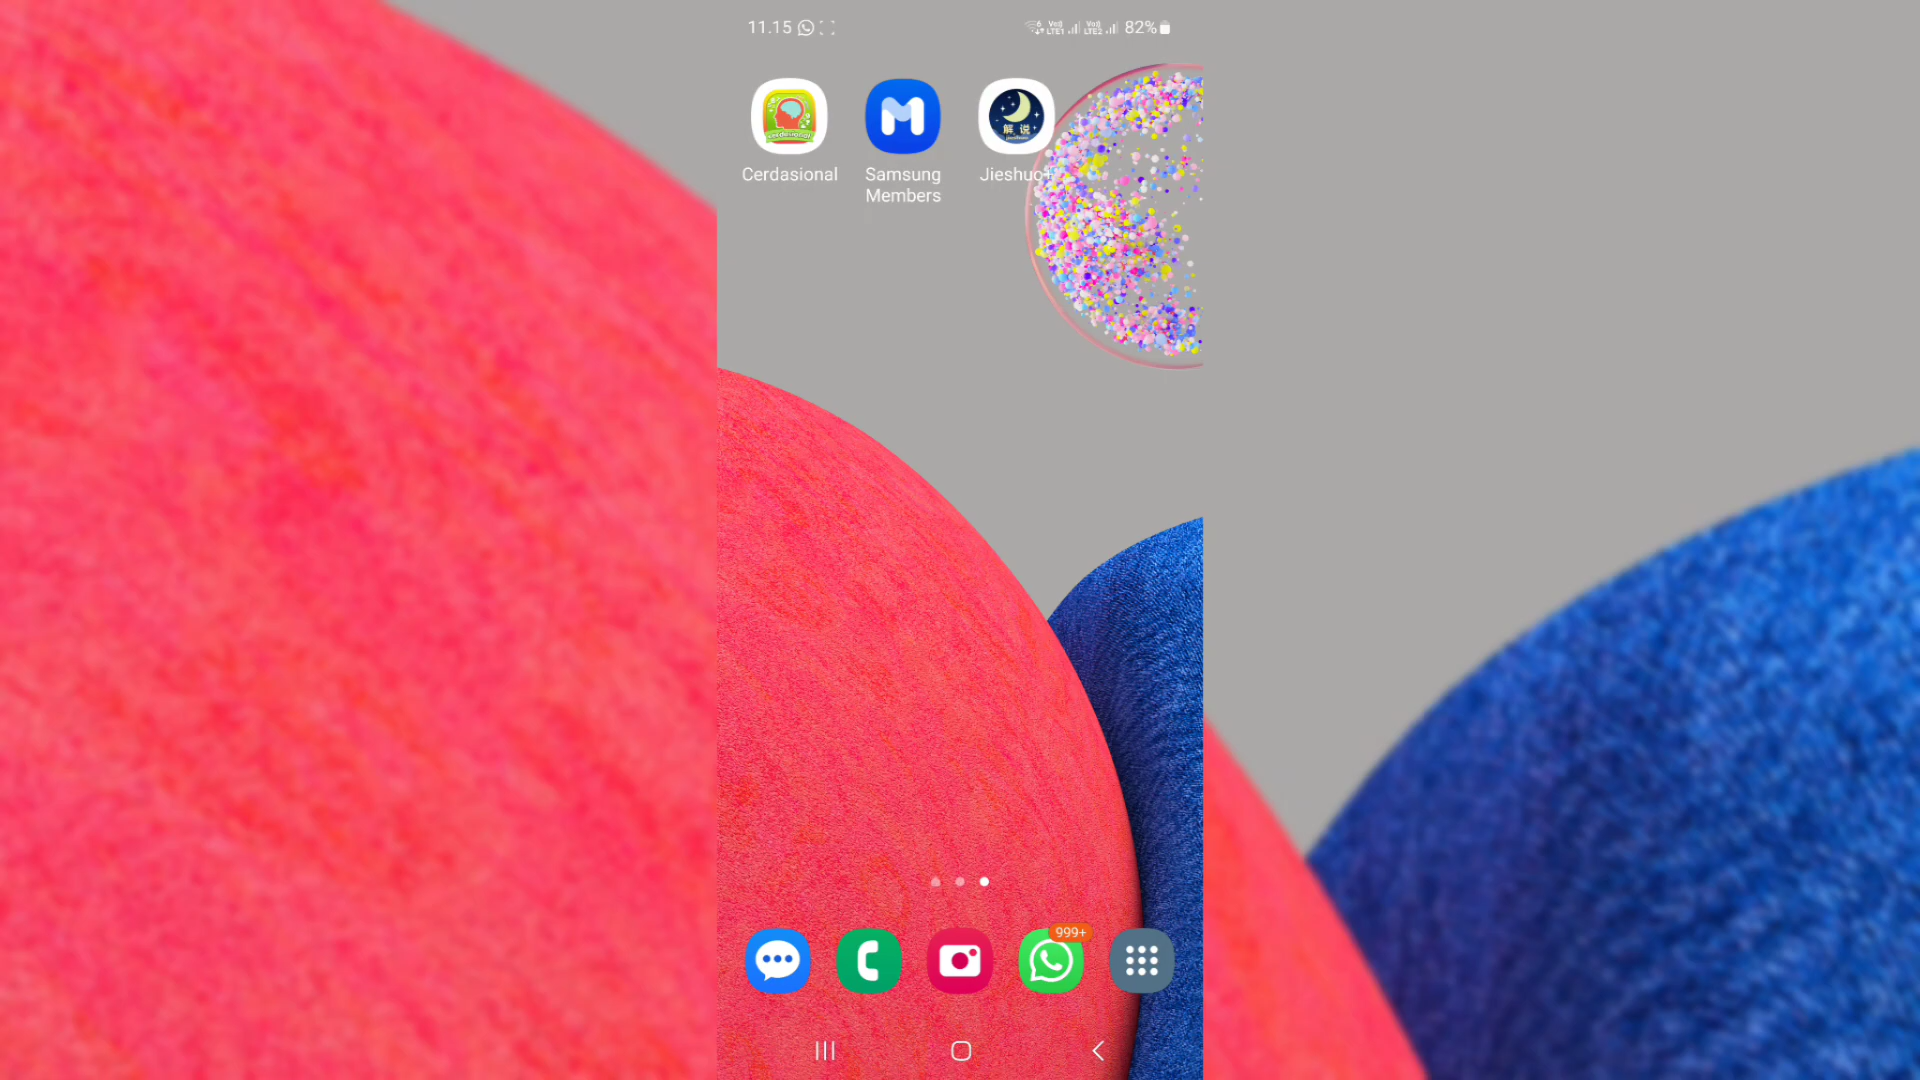 11.15
82%
Cerdasional
Samsung
Members
解说
Jieshuo+
999+